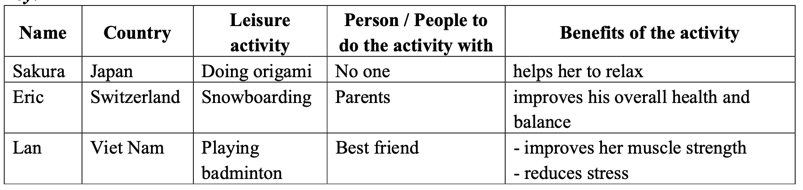 Name Country Leisure activity Person / People to do the activity with Benefits of the activity
Sakura Japan Doing origami No one helps her to relax
Eric Switzerland Snowboarding Parents improves his overall health and balance
Lan Viet Nam Playing badminton Best friend - improves her muscle strength
- reduces stress